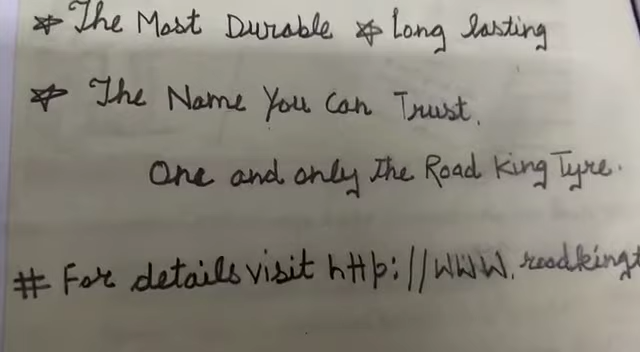 ☆ The Most Durable ☆ Long lasting
☆ The Name You Can Trust.
One and only The Road King Tyre.
# For details visit http://WWW.roadkingt